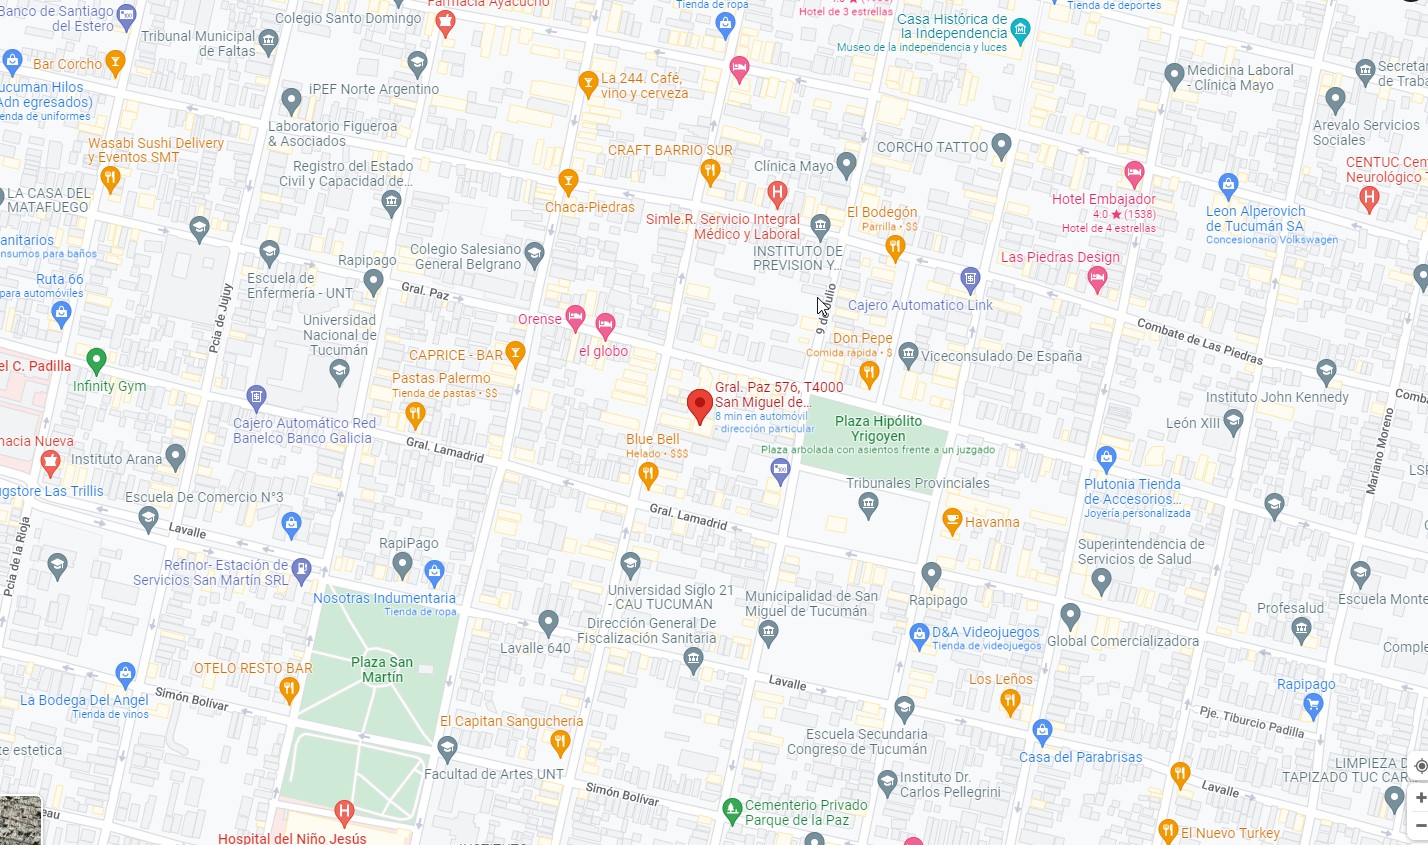 Banco de Santiago
del Estero
Colegio Santo Domingo
Farmacia Ayacucho
Tienda de ropa
Hotel de 3 estrellas
Casa Histórica de
la Independencia
Museo de la independencia y luces
Tienda de deportes
Tribunal Municipal
de Faltas
Bar Corcho
ucuman Hilos
Adn egresados)
enda de uniformes
IPEF Norte Argentino
La 244. Café,
vino y cerveza
Medicina Laboral
- Clínica Mayo
Secretar
de Traba
Laboratorio Figueroa
& Asociados
Arevalo Servicios
Sociales
Wasabi Sushi Delivery
y Eventos SMT
CRAFT BARRIO SUR
Clínica Mayo
CORCHO TATTOO
CENTUC Cent
Neurológico T
Registro del Estado
Civil y Capacidad de...
LA CASA DEL
MATAFUEGO
Chaca-Piedras
Simle.R. Servicio Integral
Médico y Laboral
El Bodegón
Parrilla • $$
Hotel Embajador
4.0 ★ (1538)
Hotel de 4 estrellas
Leon Alperovich
de Tucumán SA
Concesionario Volkswagen
anitarios
nsumos para baños
Colegio Salesiano
General Belgrano
INSTITUTO DE
PREVISION Y...
Las Piedras Design
Rapipago
Escuela de
Enfermería - UNT
Ruta 66
para automóviles
Gral. Paz
Pcia de Jujuy
9 de Julio
Cajero Automatico Link
Universidad
Nacional de
Tucumán
Orense
el globo
Combate de Las Piedras
Don Pepe
Comida rápida • $
Viceconsulado De España
CAPRICE - BAR
el C. Padilla
Infinity Gym
Pastas Palermo
Tienda de pastas • $$
Gral. Paz 576, T4000
San Miguel de...
8 min en automóvil
- dirección particular
Instituto John Kennedy
Comba
León XIII
Mariano Moreno
Cajero Automático Red
Banelco Banco Galicia
Plaza Hipólito
Yrigoyen
Plaza arbolada con asientos frente a un juzgado
macia Nueva
Instituto Arana
Gral. Lamadrid
Blue Bell
Helado • $$$
Plutonia Tienda
de Accesorios...
Joyería personalizada
LSF
ugstore Las Trillis
Escuela De Comercio N°3
Tribunales Provinciales
Gral. Lamadrid
Havanna
Lavalle
Pcia de la Rioja
Refinor- Estación de
Servicios San Martín SRL
RapiPago
Superintendencia de
Servicios de Salud
Nosotras Indumentaria
Tienda de ropa
Universidad Siglo 21
- CAU TUCUMÁN
Municipalidad de San
Miguel de Tucumán
Rapipago
Profesalud
Escuela Monte
Dirección General De
Fiscalización Sanitaria
D&A Videojuegos
Tienda de videojuegos
Global Comercializadora
Comple
Lavalle 640
Plaza San
Martín
OTELO RESTO BAR
Lavalle
Los Leños
Rapipago
La Bodega Del Angel
Tienda de vinos
Simón Bolívar
El Capitan Sangucheria
Pje. Tiburcio Padilla
te estetica
Escuela Secundaria
Congreso de Tucumán
Casa del Parabrisas
Facultad de Artes UNT
LIMPIEZA D
TAPIZADO TUC CAR
Instituto Dr.
Carlos Pellegrini
Simón Bolívar
Lavalle
Cementerio Privado
Parque de la Paz
eau
Hospital del Niño Jesús
El Nuevo Turkey